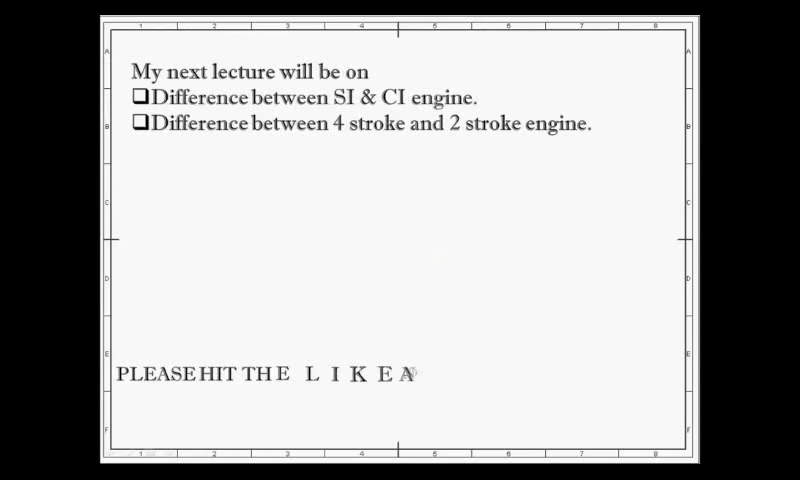 My next lecture will be on
❑Difference between SI & CI engine.
❑Difference between 4 stroke and 2 stroke engine.
PLEASE HIT THE L I K E A